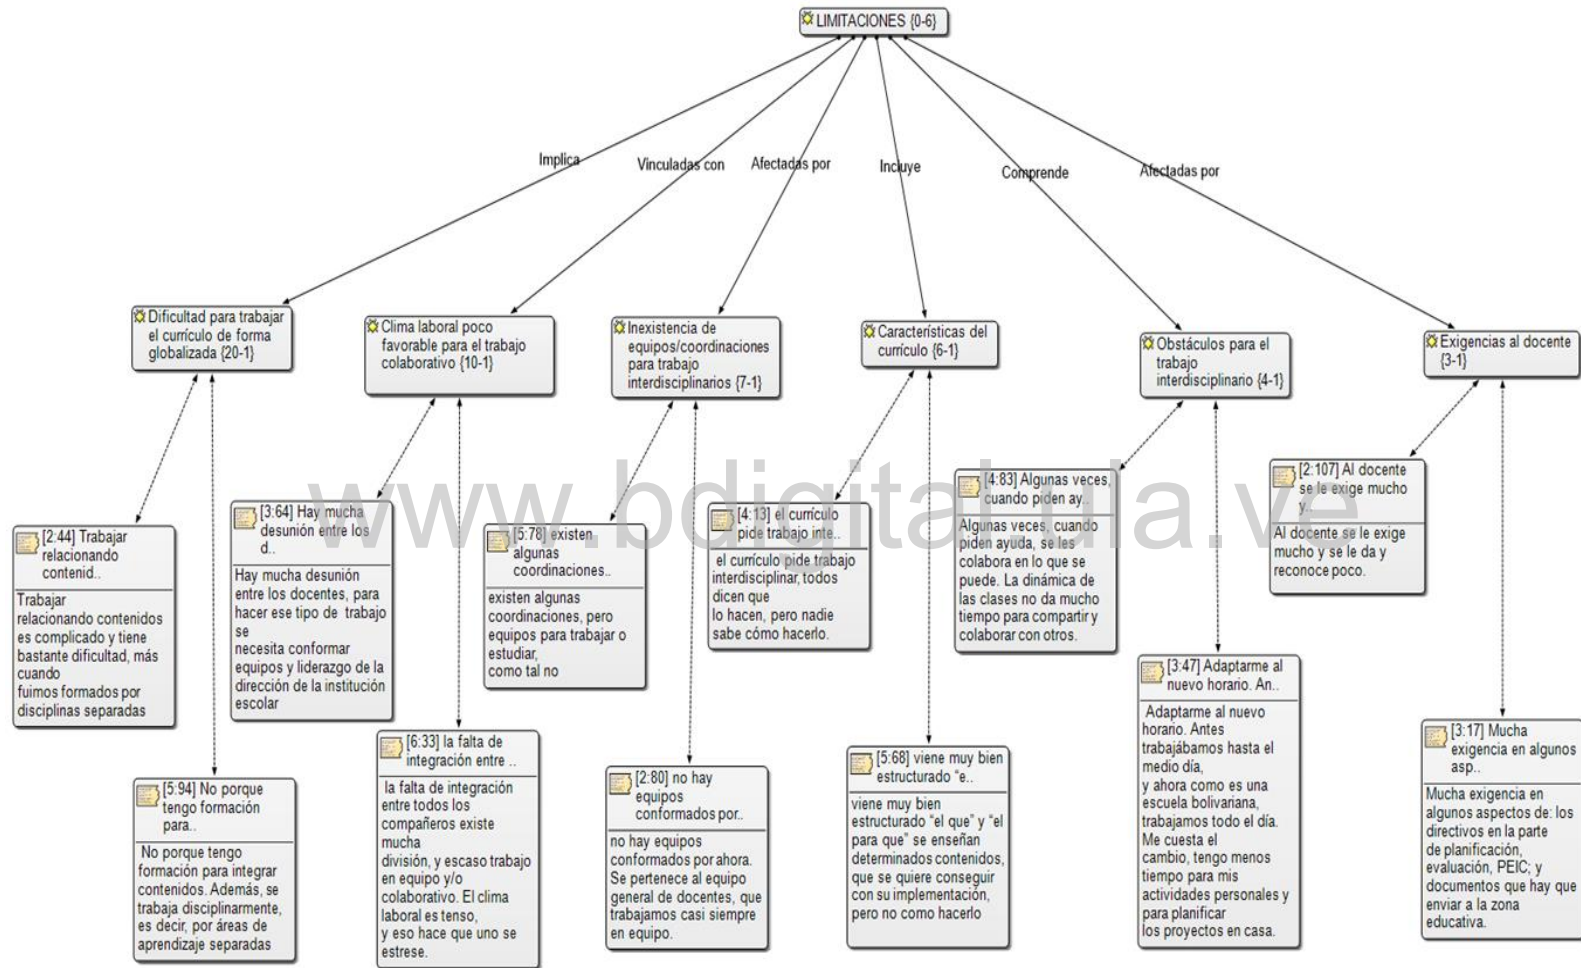 LIMITACIONES {0-6}
Implica
Vinculadas con
Afectadas por
Incluye
Comprende
Afectadas por
Dificultad para trabajar
el currículo de forma
globalizada {20-1}
Clima laboral poco
favorable para el trabajo
colaborativo {10-1}
Inexistencia de
equipos/coordinaciones
para trabajo
interdisciplinarios {7-1}
Características del
currículo {6-1}
Obstáculos para el
trabajo
interdisciplinario {4-1}
Exigencias al docente
{3-1}
[2:44] Trabajar
relacionando
contenid..
Trabajar
relacionando contenidos
es complicado y tiene
bastante dificultad, más
cuando
fuimos formados por
disciplinas separadas
[5:94] No porque
tengo formación
para..
No porque tengo
formación para integrar
contenidos. Además, se
trabaja disciplinarmente,
es decir, por áreas de
aprendizaje separadas
[3:64] Hay mucha
desunión entre los
d..
Hay mucha desunión
entre los docentes, para
hacer ese tipo de trabajo
se
necesita conformar
equipos y liderazgo de la
dirección de la institución
escolar
[6:33] la falta de
integración entre ..
la falta de integración
entre todos los
compañeros existe
mucha
división, y escaso trabajo
en equipo y/o
colaborativo. El clima
laboral es tenso,
y eso hace que uno se
estrese.
[5:78] existen
algunas
coordinaciones..
existen algunas
coordinaciones, pero
equipos para trabajar o
estudiar,
como tal no
[2:80] no hay
equipos
conformados por..
no hay equipos
conformados por ahora.
Se pertenece al equipo
general de docentes, que
trabajamos casi siempre
en equipo.
[4:13] el currículo
pide trabajo inte..
el currículo pide trabajo
interdisciplinar, todos
dicen que
lo hacen, pero nadie
sabe cómo hacerlo.
[5:68] viene muy bien
estructurado “e..
viene muy bien
estructurado “el que” y “el
para que” se enseñan
determinados contenidos,
que se quiere conseguir
con su implementación,
pero no como hacerlo
[4:83] Algunas veces,
cuando piden ay..
Algunas veces, cuando
piden ayuda, se les
colabora en lo que se
puede. La dinámica de
las clases no da mucho
tiempo para compartir y
colaborar con otros.
[3:47] Adaptarme al
nuevo horario. An..
Adaptarme al nuevo
horario. Antes
trabajábamos hasta el
medio día,
y ahora como es una
escuela bolivariana,
trabajamos todo el día.
Me cuesta el
cambio, tengo menos
tiempo para mis
actividades personales y
para planificar
los proyectos en casa.
[2:107] Al docente
se le exige mucho
y..
Al docente se le exige
mucho y se le da y
reconoce poco.
[3:17] Mucha
exigencia en algunos
asp..
Mucha exigencia en
algunos aspectos de: los
directivos en la parte
de planificación,
evaluación, PEIC; y
documentos que hay que
enviar a la zona
educativa.
www.bdigital.ula.ve